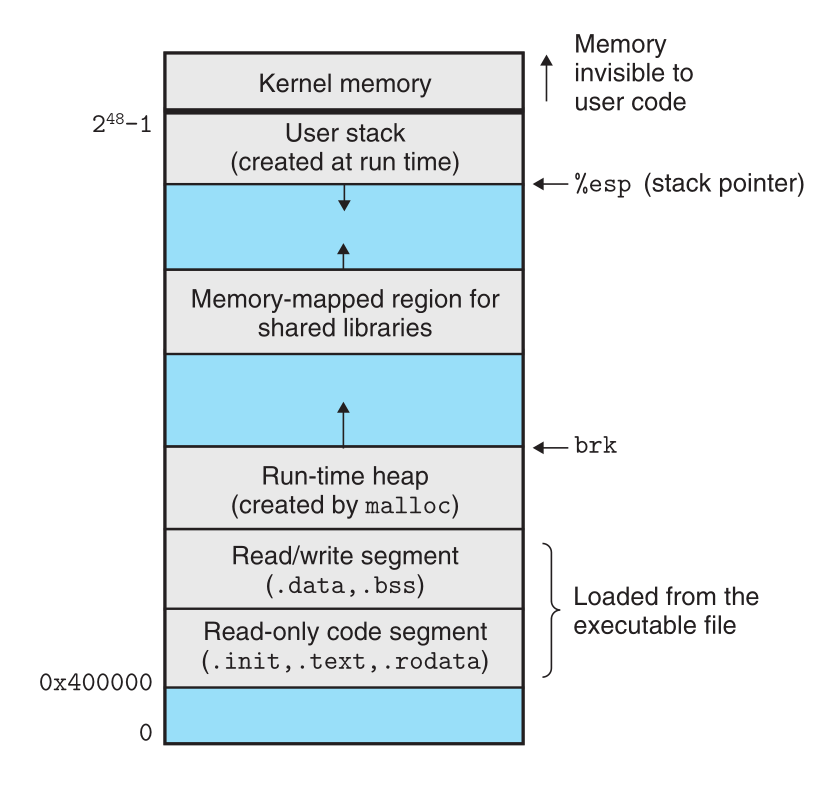 Memory
invisible to
user code
Kernel memory
2⁴⁸−1
User stack
(created at run time)
%esp (stack pointer)
Memory-mapped region for
shared libraries
brk
Run-time heap
(created by malloc)
Read/write segment
(.data,.bss)
Loaded from the
executable file
Read-only code segment
(.init,.text,.rodata)
0x400000
0